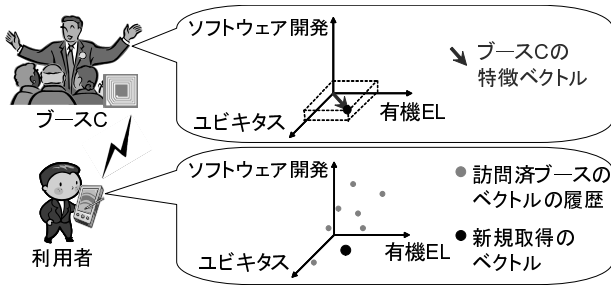 ソフトウェア開発
ブースCの
特徴ベクトル
有機EL
ユビキタス
ブースC
ソフトウェア開発
訪問済ブースの
ベクトルの履歴
新規取得の
ベクトル
有機EL
ユビキタス
利用者